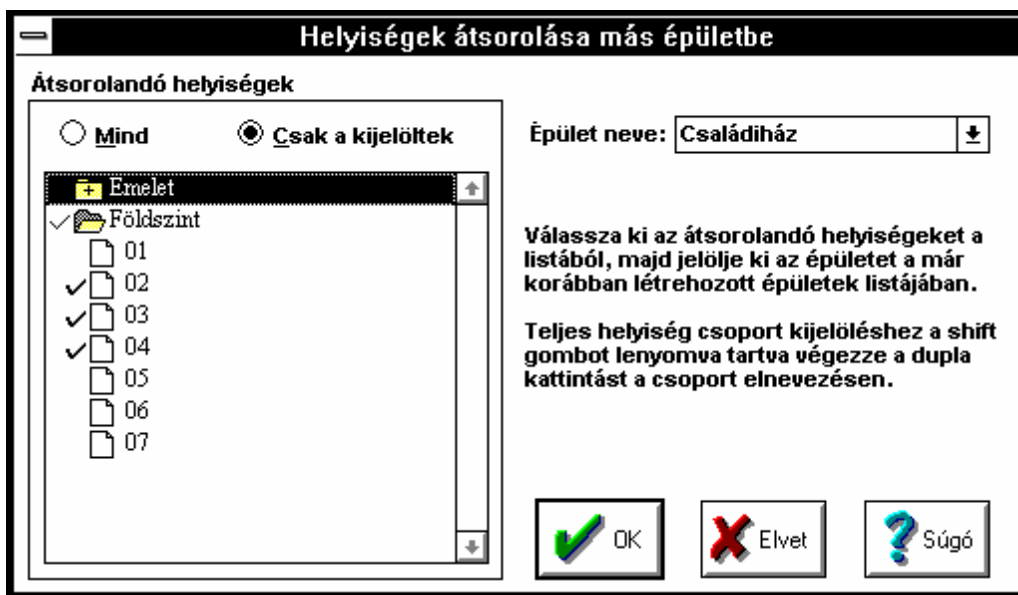 Helyiségek átsorolása más épületbe
Átsorolandó helyiségek
Mind
Csak a kijelöltek
Emelet
Földszint
01
02
03
04
05
06
07
Épület neve: Családiház
Válassza ki az átsorolandó helyiségeket a
listából, majd jelölje ki az épületet a már
korábban létrehozott épületek listájában.
Teljes helyiség csoport kijelöléshez a shift
gombot lenyomva tartva végezze a dupla
kattintást a csoport elnevezésen.
OK
Elvet
Súgó